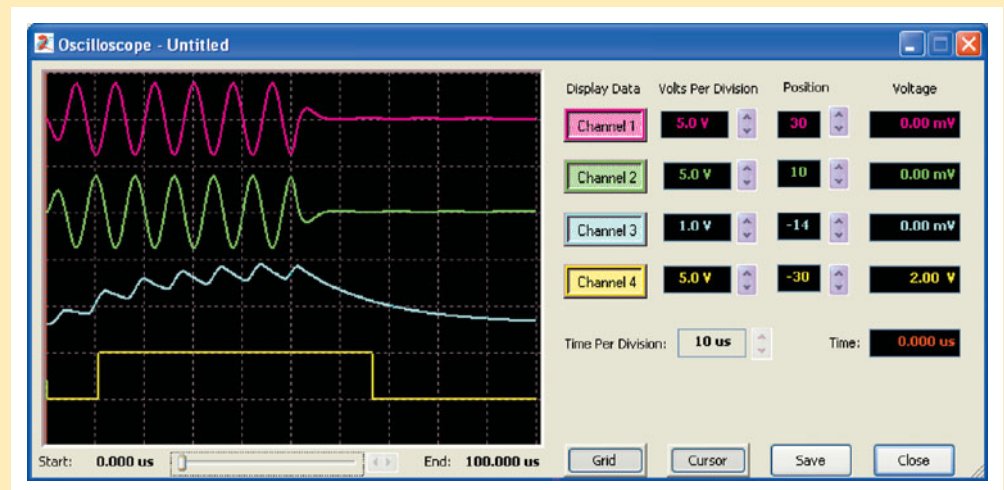 Oscilloscope - Untitled
Display Data Volts Per Division Position Voltage
Channel 1 5.0 V 30 0.00 mV
Channel 2 5.0 V 10 0.00 mV
Channel 3 1.0 V -14 0.00 mV
Channel 4 5.0 V -30 2.00 V
Time Per Division: 10 us Time: 0.000 us
Start: 0.000 us End: 100.000 us Grid Cursor Save Close